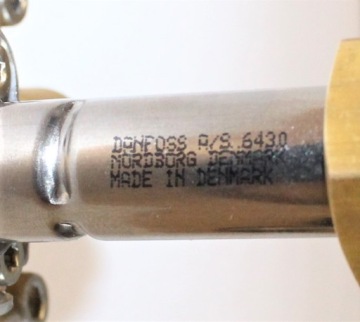 DANFOSS A/S 6430
NORDBORG DENMARK
MADE IN DENMARK